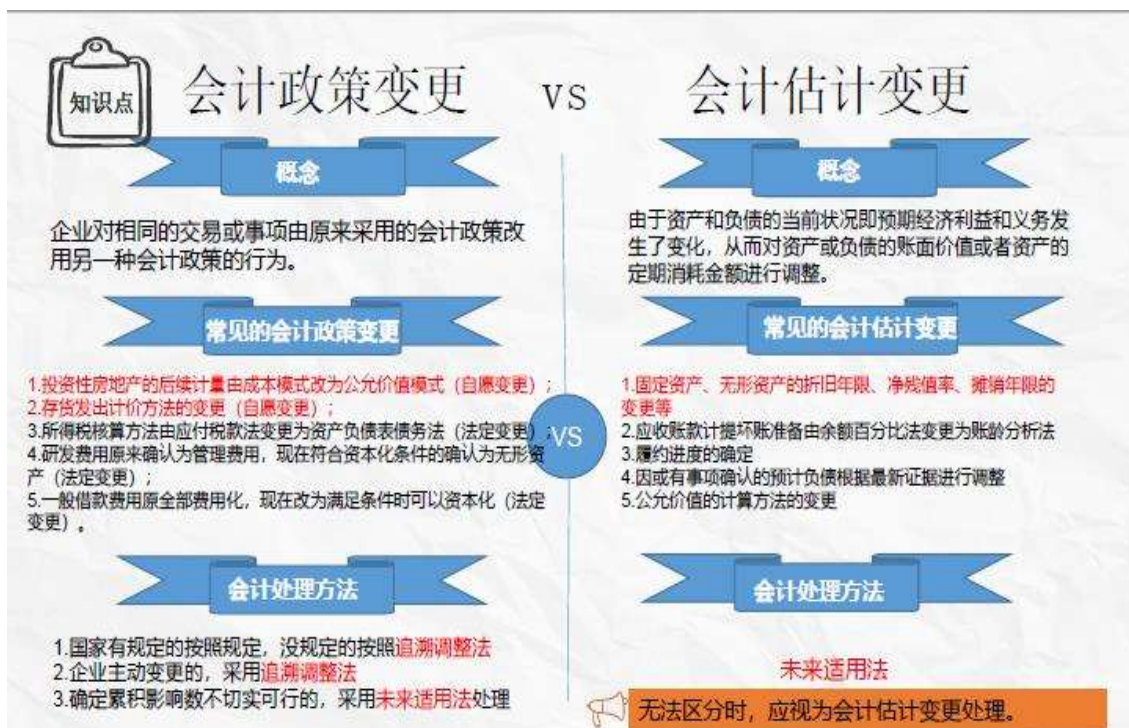 知识点
会计政策变更
vs
会计估计变更
概念
企业对相同的交易或事项由原来采用的会计政策改
用另一种会计政策的行为。
常见的会计政策变更
1.投资性房地产的后续计量由成本模式改为公允价值模式（自愿变更）；
2.存货发出计价方法的变更（自愿变更）；
3.所得税核算方法由应付税款法变更为资产负债表债务法（法定变更）；
4.研发费用原来确认为管理费用，现在符合资本化条件的确认为无形资
产（法定变更）；
5.一般借款费用原全部费用化，现在改为满足条件时可以资本化（法定
变更）。
会计处理方法
1.国家有规定的按照规定，没规定的按照追溯调整法
2.企业主动变更的，采用追溯调整法
3.确定累积影响数不切实可行的，采用未来适用法处理
VS
概念
由于资产和负债的当前状况即预期经济利益和义务发
生了变化，从而对资产或负债的账面价值或者资产的
定期消耗金额进行调整。
常见的会计估计变更
1.固定资产、无形资产的折旧年限、净残值率、摊销年限的
变更等
2.应收账款计提坏账准备由余额百分比法变更为账龄分析法
3.履约进度的确定
4.因或有事项确认的预计负债根据最新证据进行调整
5.公允价值的计算方法的变更
会计处理方法
未来适用法
无法区分时，应视为会计估计变更处理。